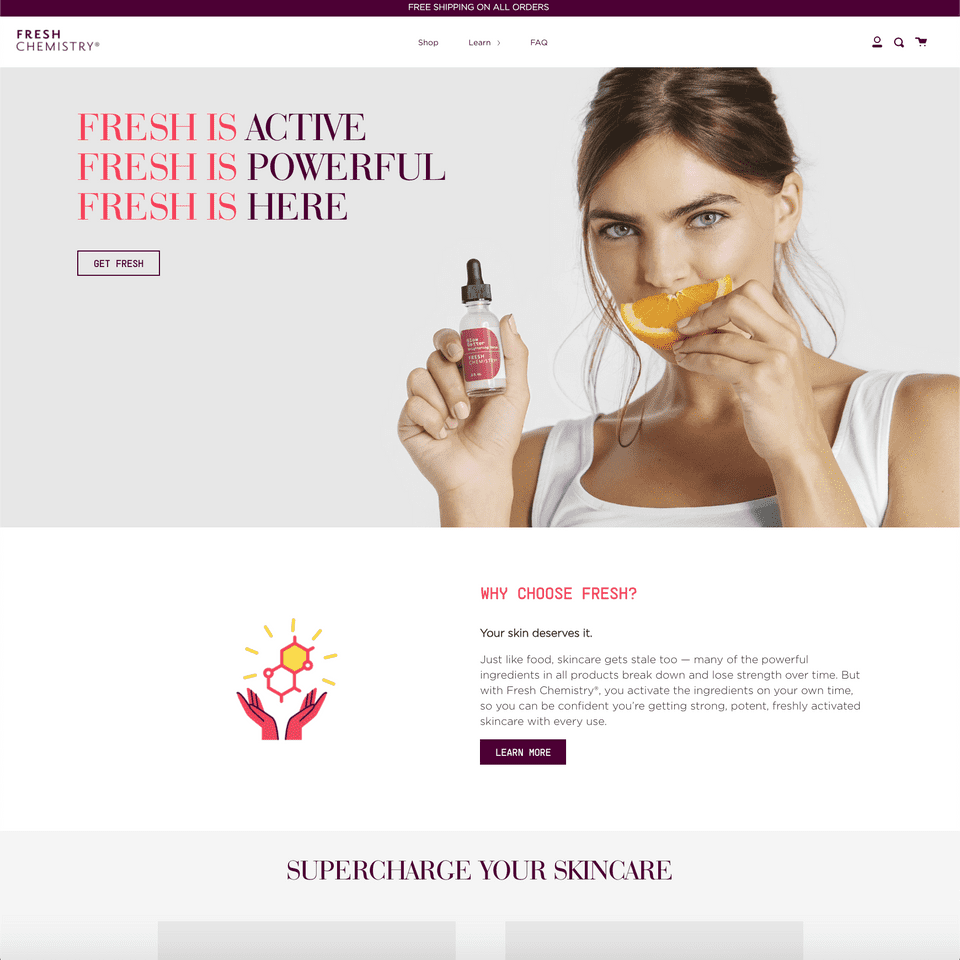 FREE SHIPPING ON ALL ORDERS
FRESH
CHEMISTRY®
Shop
Learn
FAQ
FRESH IS ACTIVE
FRESH IS POWERFUL
FRESH IS HERE
GET FRESH
FRESH
CHEMISTRY
WHY CHOOSE FRESH?
Your skin deserves it.
Just like food, skincare gets stale too — many of the powerful
ingredients in all products break down and lose strength over time. But
with Fresh Chemistry®, you activate the ingredients on your own time,
so you can be confident you're getting strong, potent, freshly activated
skincare with every use.
LEARN MORE
SUPERCHARGE YOUR SKINCARE